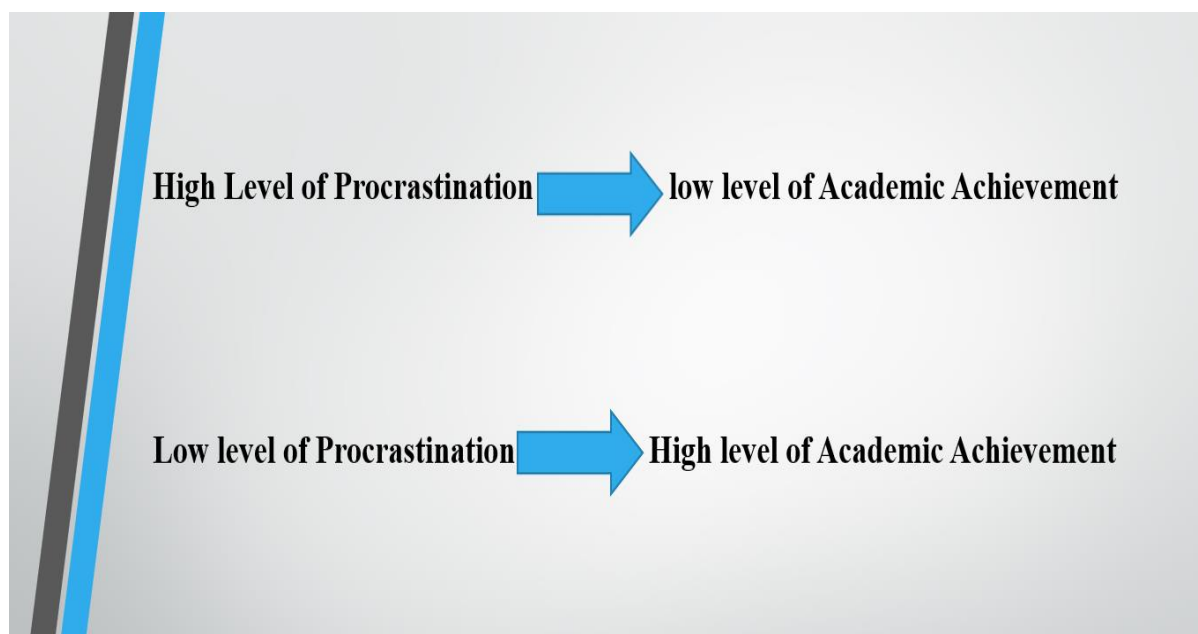 High Level of Procrastination low level of Academic Achievement
Low level of Procrastination High level of Academic Achievement